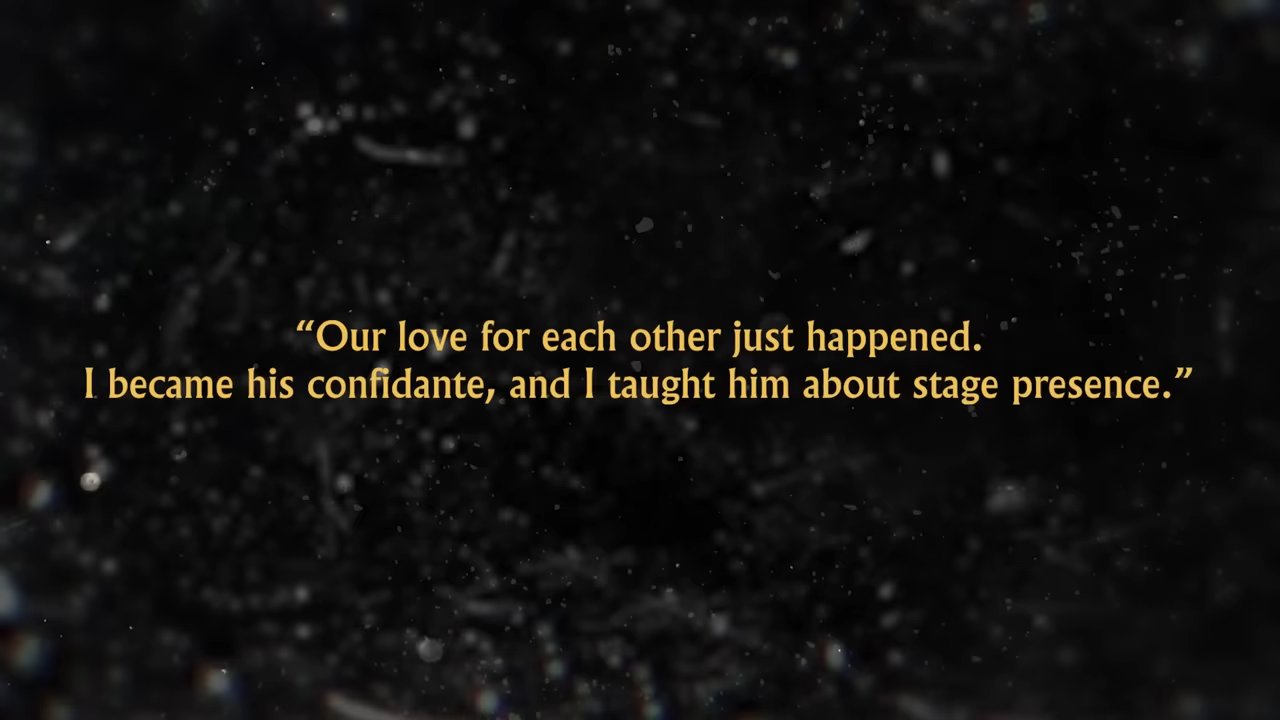 “Our love for each other just happened.
I became his confidante, and I taught him about stage presence.”